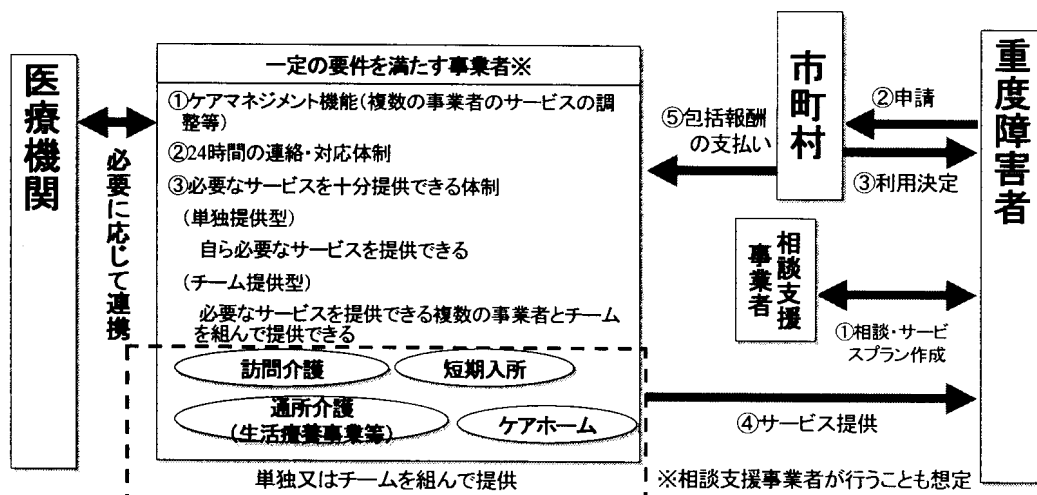 医療機関
必要に応じて連携
一定の要件を満たす事業者※
①ケアマネジメント機能(複数の事業者のサービスの調
整等)
②24時間の連絡・対応体制
③必要なサービスを十分提供できる体制
(単独提供型)
自ら必要なサービスを提供できる
(チーム提供型)
必要なサービスを提供できる複数の事業者とチーム
を組んで提供できる
訪問介護
短期入所
通所介護
(生活療養事業等)
ケアホーム
単独又はチームを組んで提供
⑤包括報酬
の支払い
市町村
②申請
③利用決定
相談支援
事業者
①相談・サービ
スプラン作成
④サービス提供
※相談支援事業者が行うことも想定
重度障害者